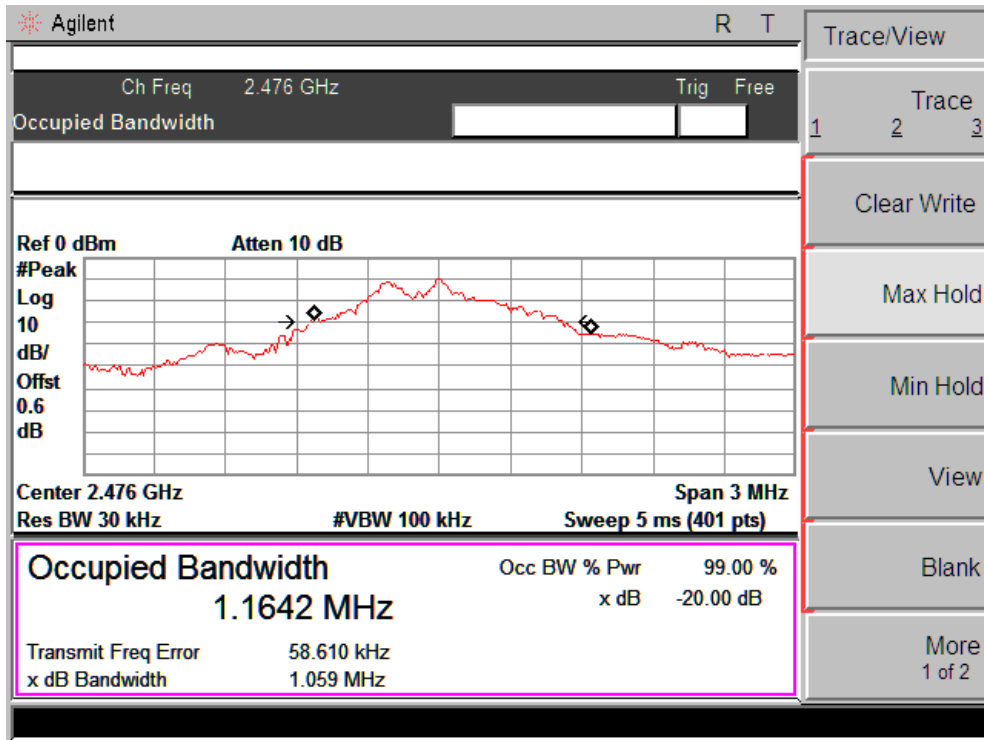 Agilent R T
Ch Freq 2.476 GHz Trig Free
Occupied Bandwidth
Ref 0 dBm Atten 10 dB
#Peak
Log
10
dB/
Offst
0.6
dB
Center 2.476 GHz Span 3 MHz
Res BW 30 kHz #VBW 100 kHz Sweep 5 ms (401 pts)
Occupied Bandwidth Occ BW % Pwr 99.00 %
1.1642 MHz x dB -20.00 dB
Transmit Freq Error 58.610 kHz
x dB Bandwidth 1.059 MHz
Trace/View
Trace
1 2 3
Clear Write
Max Hold
Min Hold
View
Blank
More
1 of 2